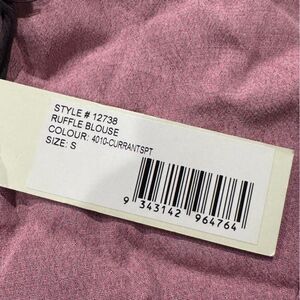 STYLE # 12738
RUFFLE BLOUSE
COLOUR: 4010-CURRANTSPT
SIZE: S
9 343142 964764